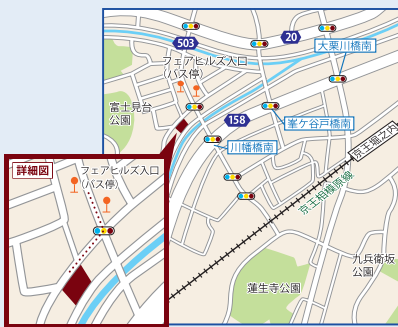 503
20
大栗川橋南
フェアヒルズ入口
（バス停）
富士見台
公園
158
峯ケ谷戸橋南
川幡橋南
京王堀之内
京王相模原線
詳細図
フェアヒルズ入口
（バス停）
九兵衛坂
公園
蓮生寺公園